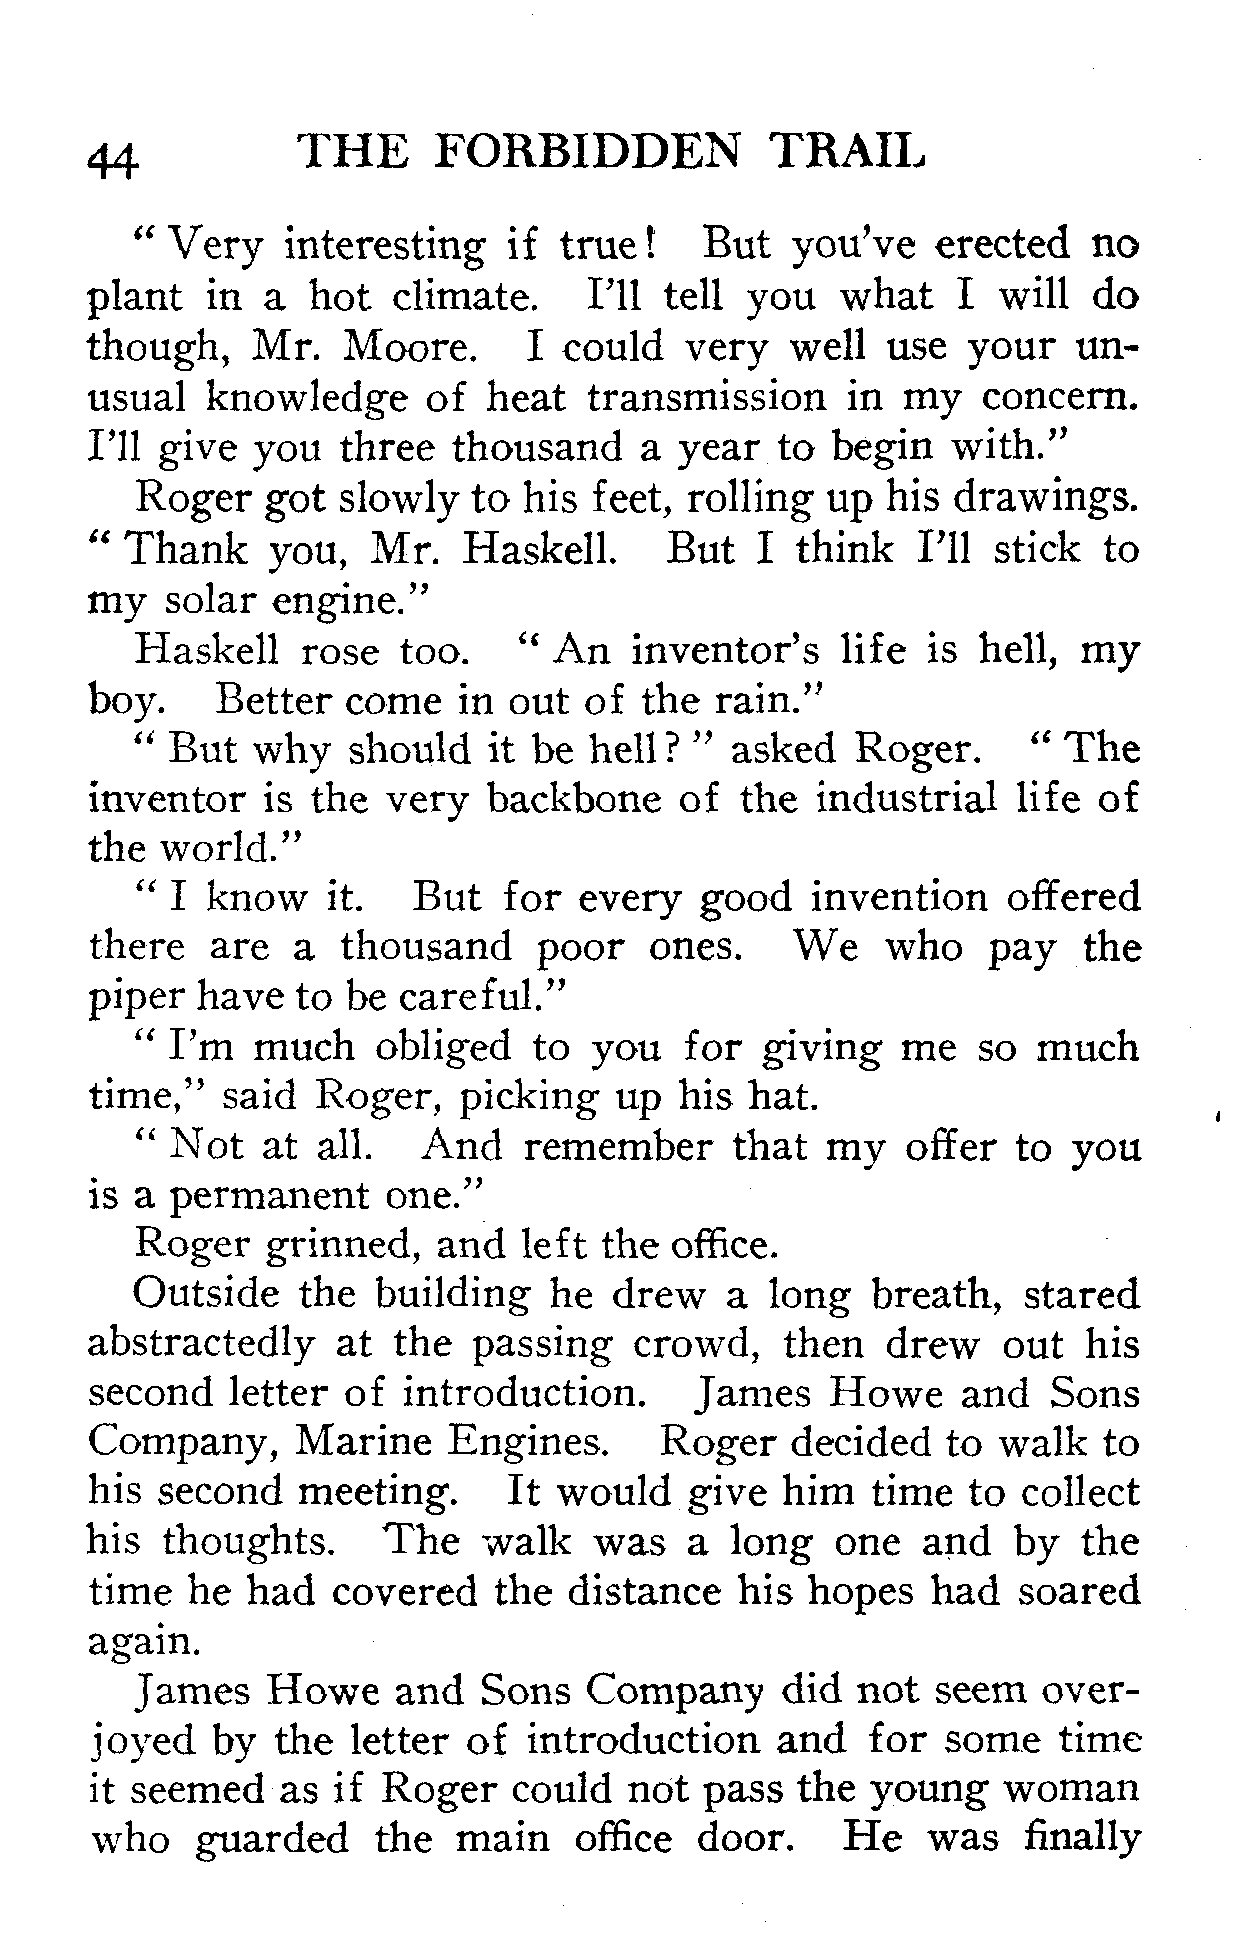 44 THE FORBIDDEN TRAIL
"Very interesting if true! But you've erected no
plant in a hot climate. I'll tell you what I will do
though, Mr. Moore. I could very well use your un-
usual knowledge of heat transmission in my concern.
I'll give you three thousand a year to begin with."
Roger got slowly to his feet, rolling up his drawings.
"Thank you, Mr. Haskell. But I think I'll stick to
my solar engine."
Haskell rose too. "An inventor's life is hell, my
boy. Better come in out of the rain."
"But why should it be hell?" asked Roger. "The
inventor is the very backbone of the industrial life of
the world."
"I know it. But for every good invention offered
there are a thousand poor ones. We who pay the
piper have to be careful."
"I'm much obliged to you for giving me so much
time," said Roger, picking up his hat.
"Not at all. And remember that my offer to you
is a permanent one."
Roger grinned, and left the office.
Outside the building he drew a long breath, stared
abstractedly at the passing crowd, then drew out his
second letter of introduction. James Howe and Sons
Company, Marine Engines. Roger decided to walk to
his second meeting. It would give him time to collect
his thoughts. The walk was a long one and by the
time he had covered the distance his hopes had soared
again.
James Howe and Sons Company did not seem over-
joyed by the letter of introduction and for some time
it seemed as if Roger could not pass the young woman
who guarded the main office door. He was finally